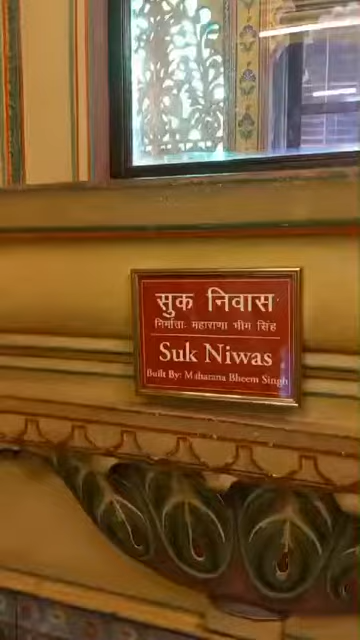 सुक निवास
निर्माताः महाराणा भीम सिंह
Suk Niwas
Built By: Maharana Bheem Singh